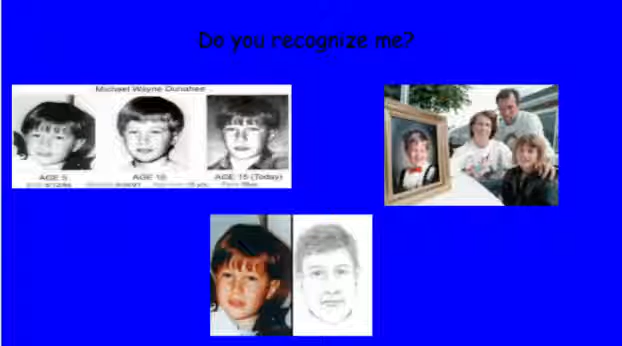 Do you recognize me?
Michael Wayne Dunahee
AGE 5 AGE 10 AGE 15 (Today)